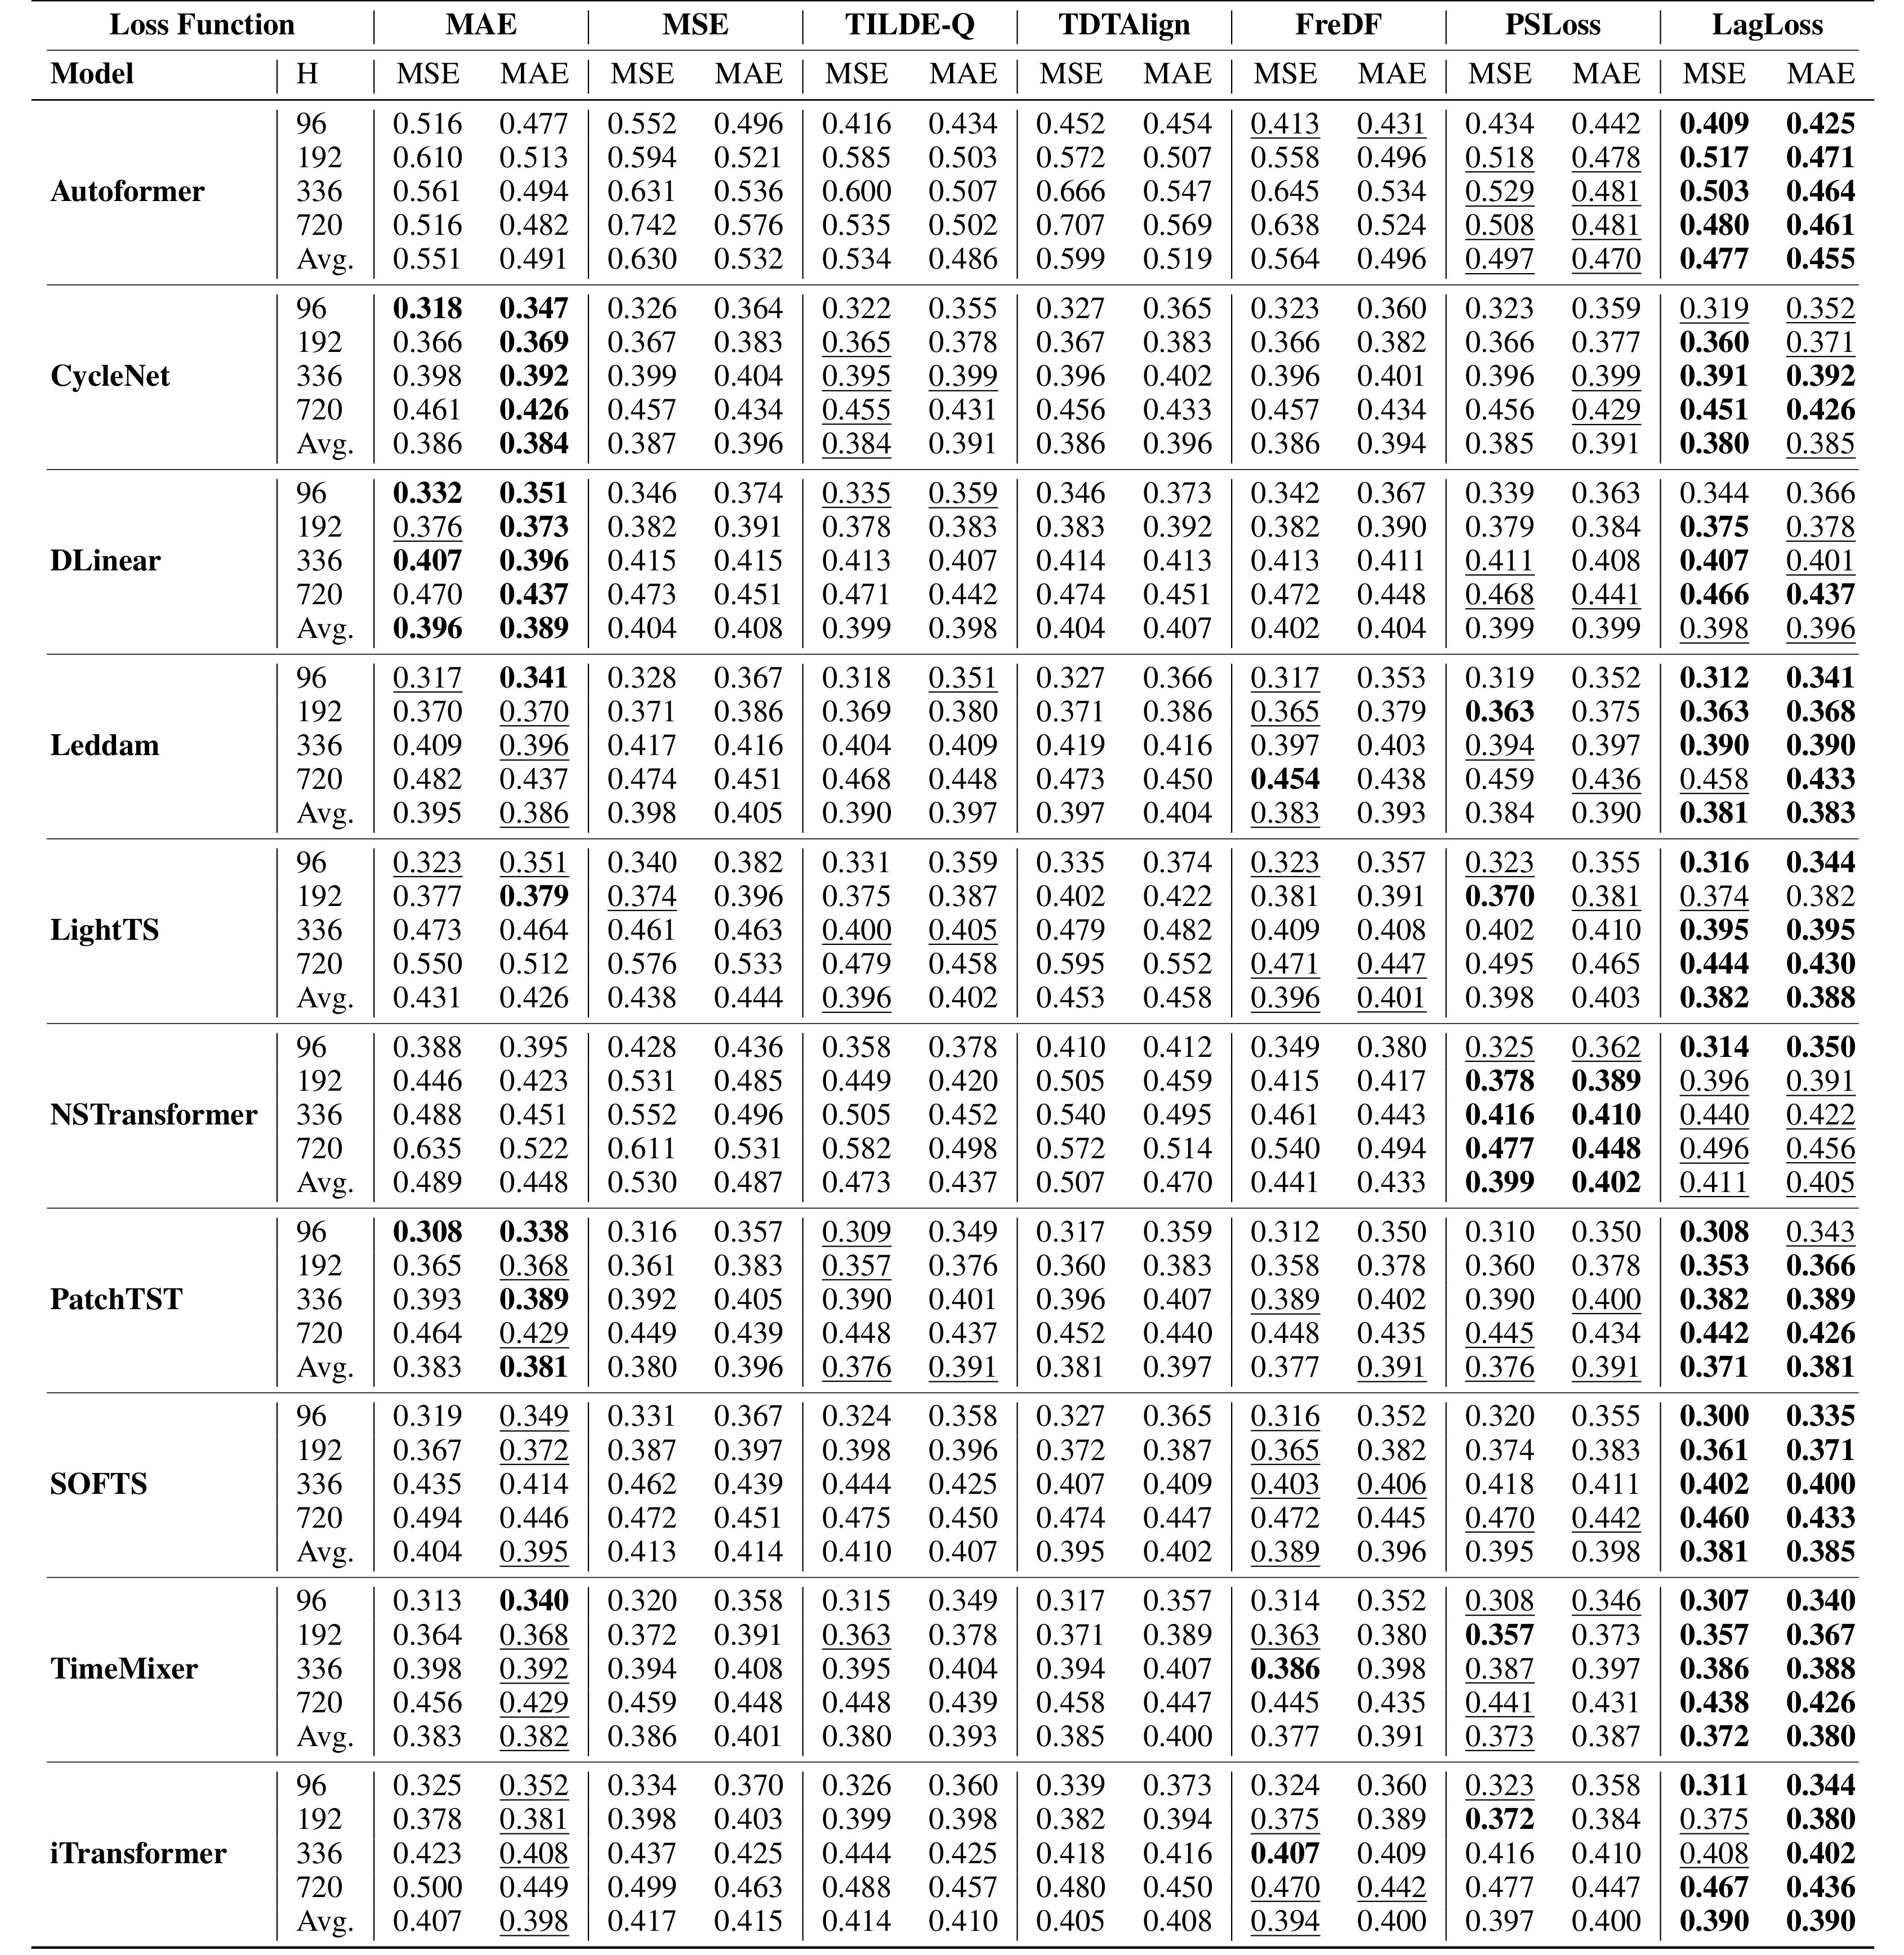 Loss Function MAE MSE TILDE-Q TDTAlign FreDF PSLoss LagLoss
Model H MSE MAE MSE MAE MSE MAE MSE MAE MSE MAE MSE MAE MSE MAE
96 0.516 0.477 0.552 0.496 0.416 0.434 0.452 0.454 0.413 0.431 0.434 0.442 0.409 0.425
192 0.610 0.513 0.594 0.521 0.585 0.503 0.572 0.507 0.558 0.496 0.518 0.478 0.517 0.471
Autoformer 336 0.561 0.494 0.631 0.536 0.600 0.507 0.666 0.547 0.645 0.534 0.529 0.481 0.503 0.464
720 0.516 0.482 0.742 0.576 0.535 0.502 0.707 0.569 0.638 0.524 0.508 0.481 0.480 0.461
Avg. 0.551 0.491 0.630 0.532 0.534 0.486 0.599 0.519 0.564 0.496 0.497 0.470 0.477 0.455
96 0.318 0.347 0.326 0.364 0.322 0.355 0.327 0.365 0.323 0.360 0.323 0.359 0.319 0.352
192 0.366 0.369 0.367 0.383 0.365 0.378 0.367 0.383 0.366 0.382 0.366 0.377 0.360 0.371
CycleNet 336 0.398 0.392 0.399 0.404 0.395 0.399 0.396 0.402 0.396 0.401 0.396 0.399 0.391 0.392
720 0.461 0.426 0.457 0.434 0.455 0.431 0.456 0.433 0.457 0.434 0.456 0.429 0.451 0.426
Avg. 0.386 0.384 0.387 0.396 0.384 0.391 0.386 0.396 0.386 0.394 0.385 0.391 0.380 0.385
96 0.332 0.351 0.346 0.374 0.335 0.359 0.346 0.373 0.342 0.367 0.339 0.363 0.344 0.366
192 0.376 0.373 0.382 0.391 0.378 0.383 0.383 0.392 0.382 0.390 0.379 0.384 0.375 0.378
DLinear 336 0.407 0.396 0.415 0.415 0.413 0.407 0.414 0.413 0.413 0.411 0.411 0.408 0.407 0.401
720 0.470 0.437 0.473 0.451 0.471 0.442 0.474 0.451 0.472 0.448 0.468 0.441 0.466 0.437
Avg. 0.396 0.389 0.404 0.408 0.399 0.398 0.404 0.407 0.402 0.404 0.399 0.399 0.398 0.396
96 0.317 0.341 0.328 0.367 0.318 0.351 0.327 0.366 0.317 0.353 0.319 0.352 0.312 0.341
192 0.370 0.370 0.371 0.386 0.369 0.380 0.371 0.386 0.365 0.379 0.363 0.375 0.363 0.368
Leddam 336 0.409 0.396 0.417 0.416 0.404 0.409 0.419 0.416 0.397 0.403 0.394 0.397 0.390 0.390
720 0.482 0.437 0.474 0.451 0.468 0.448 0.473 0.450 0.454 0.438 0.459 0.436 0.458 0.433
Avg. 0.395 0.386 0.398 0.405 0.390 0.397 0.397 0.404 0.383 0.393 0.384 0.390 0.381 0.383
96 0.323 0.351 0.340 0.382 0.331 0.359 0.335 0.374 0.323 0.357 0.323 0.355 0.316 0.344
192 0.377 0.379 0.374 0.396 0.375 0.387 0.402 0.422 0.381 0.391 0.370 0.381 0.374 0.382
LightTS 336 0.473 0.464 0.461 0.463 0.400 0.405 0.479 0.482 0.409 0.408 0.402 0.410 0.395 0.395
720 0.550 0.512 0.576 0.533 0.479 0.458 0.595 0.552 0.471 0.447 0.495 0.465 0.444 0.430
Avg. 0.431 0.426 0.438 0.444 0.396 0.402 0.453 0.458 0.396 0.401 0.398 0.403 0.382 0.388
96 0.388 0.395 0.428 0.436 0.358 0.378 0.410 0.412 0.349 0.380 0.325 0.362 0.314 0.350
192 0.446 0.423 0.531 0.485 0.449 0.420 0.505 0.459 0.415 0.417 0.378 0.389 0.396 0.391
NSTransformer 336 0.488 0.451 0.552 0.496 0.505 0.452 0.540 0.495 0.461 0.443 0.416 0.410 0.440 0.422
720 0.635 0.522 0.611 0.531 0.582 0.498 0.572 0.514 0.540 0.494 0.477 0.448 0.496 0.456
Avg. 0.489 0.448 0.530 0.487 0.473 0.437 0.507 0.470 0.441 0.433 0.399 0.402 0.411 0.405
96 0.308 0.338 0.316 0.357 0.309 0.349 0.317 0.359 0.312 0.350 0.310 0.350 0.308 0.343
192 0.365 0.368 0.361 0.383 0.357 0.376 0.360 0.383 0.358 0.378 0.360 0.378 0.353 0.366
PatchTST 336 0.393 0.389 0.392 0.405 0.390 0.401 0.396 0.407 0.389 0.402 0.390 0.400 0.382 0.389
720 0.464 0.429 0.449 0.439 0.448 0.437 0.452 0.440 0.448 0.435 0.445 0.434 0.442 0.426
Avg. 0.383 0.381 0.380 0.396 0.376 0.391 0.381 0.397 0.377 0.391 0.376 0.391 0.371 0.381
96 0.319 0.349 0.331 0.367 0.324 0.358 0.327 0.365 0.316 0.352 0.320 0.355 0.300 0.335
192 0.367 0.372 0.387 0.397 0.398 0.396 0.372 0.387 0.365 0.382 0.374 0.383 0.361 0.371
SOFTS 336 0.435 0.414 0.462 0.439 0.444 0.425 0.407 0.409 0.403 0.406 0.418 0.411 0.402 0.400
720 0.494 0.446 0.472 0.451 0.475 0.450 0.474 0.447 0.472 0.445 0.470 0.442 0.460 0.433
Avg. 0.404 0.395 0.413 0.414 0.410 0.407 0.395 0.402 0.389 0.396 0.395 0.398 0.381 0.385
96 0.313 0.340 0.320 0.358 0.315 0.349 0.317 0.357 0.314 0.352 0.308 0.346 0.307 0.340
192 0.364 0.368 0.372 0.391 0.363 0.378 0.371 0.389 0.363 0.380 0.357 0.373 0.357 0.367
TimeMixer 336 0.398 0.392 0.394 0.408 0.395 0.404 0.394 0.407 0.386 0.398 0.387 0.397 0.386 0.388
720 0.456 0.429 0.459 0.448 0.448 0.439 0.458 0.447 0.445 0.435 0.441 0.431 0.438 0.426
Avg. 0.383 0.382 0.386 0.401 0.380 0.393 0.385 0.400 0.377 0.391 0.373 0.387 0.372 0.380
96 0.325 0.352 0.334 0.370 0.326 0.360 0.339 0.373 0.324 0.360 0.323 0.358 0.311 0.344
192 0.378 0.381 0.398 0.403 0.399 0.398 0.382 0.394 0.375 0.389 0.372 0.384 0.375 0.380
iTransformer 336 0.423 0.408 0.437 0.425 0.444 0.425 0.418 0.416 0.407 0.409 0.416 0.410 0.408 0.402
720 0.500 0.449 0.499 0.463 0.488 0.457 0.480 0.450 0.470 0.442 0.477 0.447 0.467 0.436
Avg. 0.407 0.398 0.417 0.415 0.414 0.410 0.405 0.408 0.394 0.400 0.397 0.400 0.390 0.390